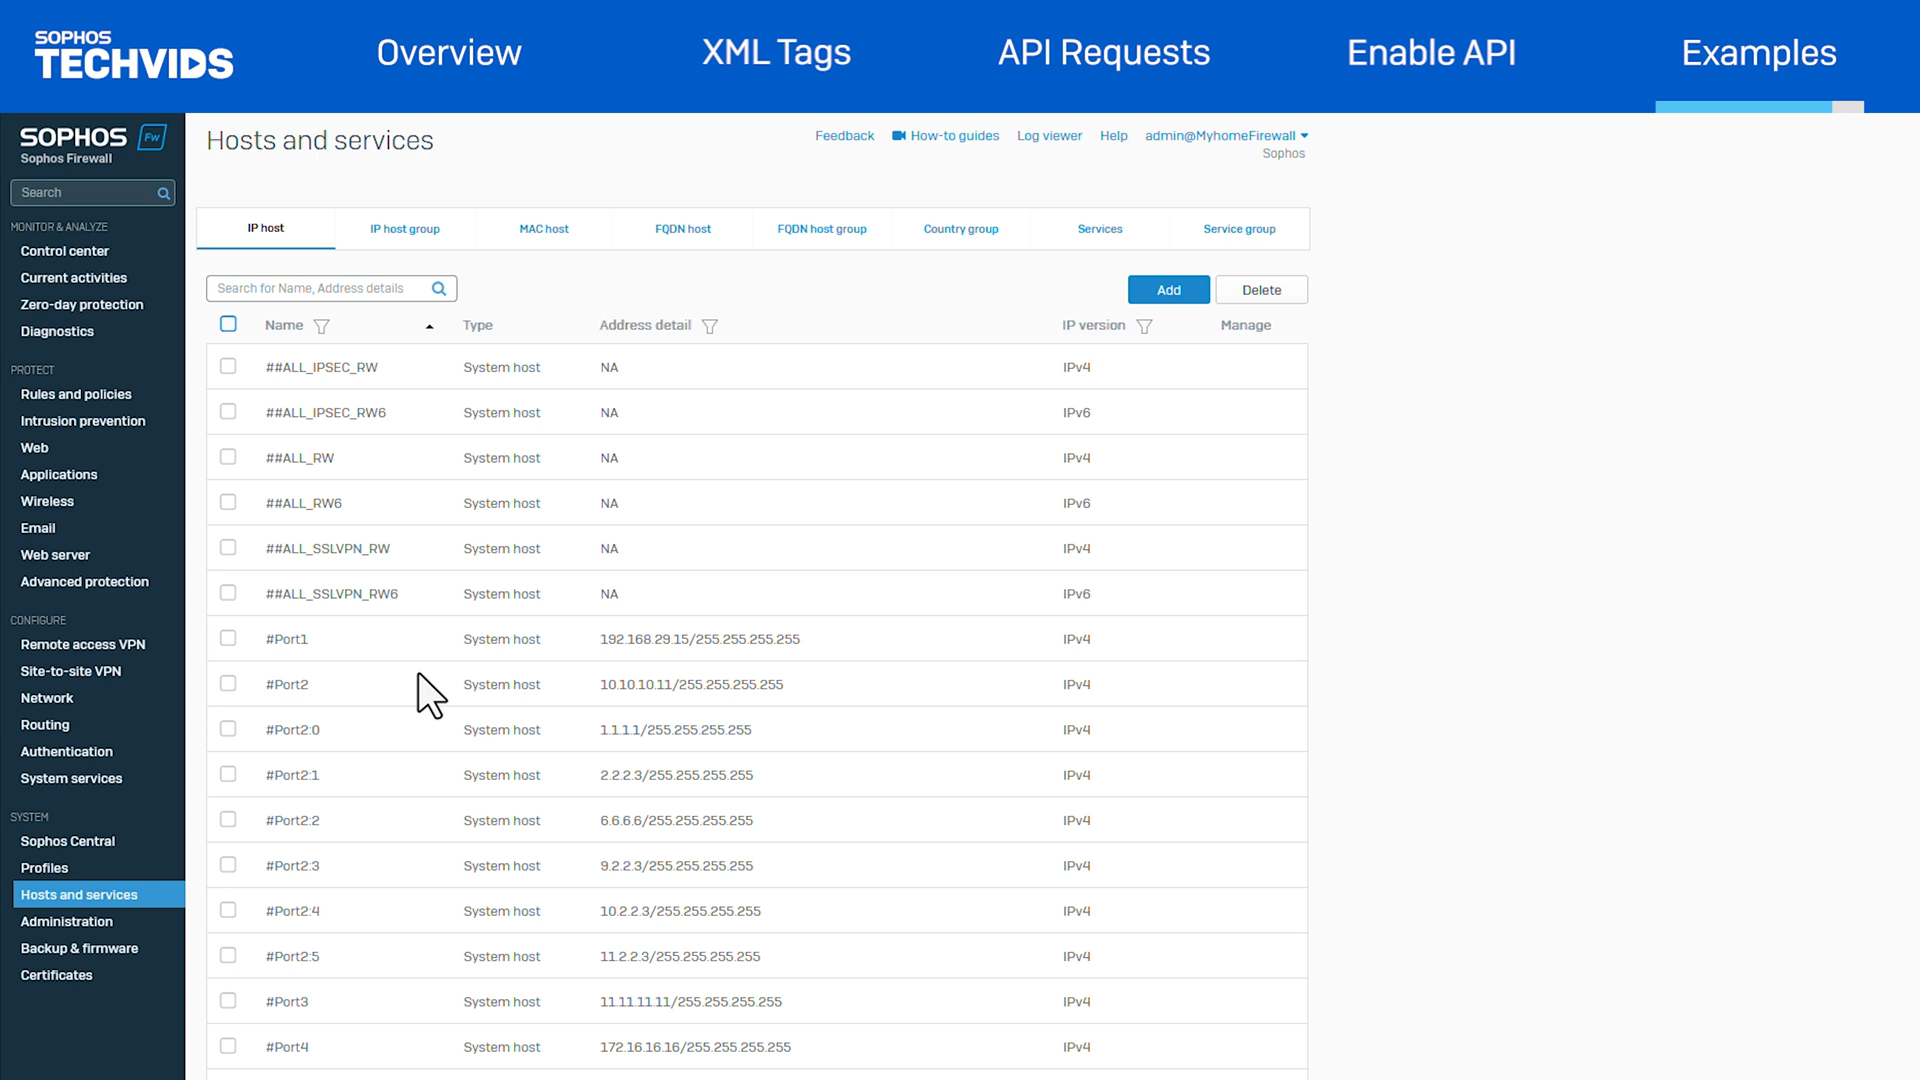 SOPHOS
TECHVIDS
Overview
XML Tags
API Requests
Enable API
Examples
SOPHOS Fw
Sophos Firewall
Search
MONITOR & ANALYZE
Control center
Current activities
Zero-day protection
Diagnostics
PROTECT
Rules and policies
Intrusion prevention
Web
Applications
Wireless
Email
Web server
Advanced protection
CONFIGURE
Remote access VPN
Site-to-site VPN
Network
Routing
Authentication
System services
SYSTEM
Sophos Central
Profiles
Hosts and services
Administration
Backup & firmware
Certificates
Hosts and services
Feedback How-to guides Log viewer Help admin@MyhomeFirewall
Sophos
IP host IP host group MAC host FQDN host FQDN host group Country group Services Service group
Search for Name, Address details
Add Delete
Name Type Address detail IP version Manage
##ALL_IPSEC_RW System host NA IPv4
##ALL_IPSEC_RW6 System host NA IPv6
##ALL_RW System host NA IPv4
##ALL_RW6 System host NA IPv6
##ALL_SSLVPN_RW System host NA IPv4
##ALL_SSLVPN_RW6 System host NA IPv6
#Port1 System host 192.168.29.15/255.255.255.255 IPv4
#Port2 System host 10.10.10.11/255.255.255.255 IPv4
#Port2:0 System host 1.1.1.1/255.255.255.255 IPv4
#Port2:1 System host 2.2.2.3/255.255.255.255 IPv4
#Port2:2 System host 6.6.6.6/255.255.255.255 IPv4
#Port2:3 System host 9.2.2.3/255.255.255.255 IPv4
#Port2:4 System host 10.2.2.3/255.255.255.255 IPv4
#Port2:5 System host 11.2.2.3/255.255.255.255 IPv4
#Port3 System host 11.11.11.11/255.255.255.255 IPv4
#Port4 System host 172.16.16.16/255.255.255.255 IPv4